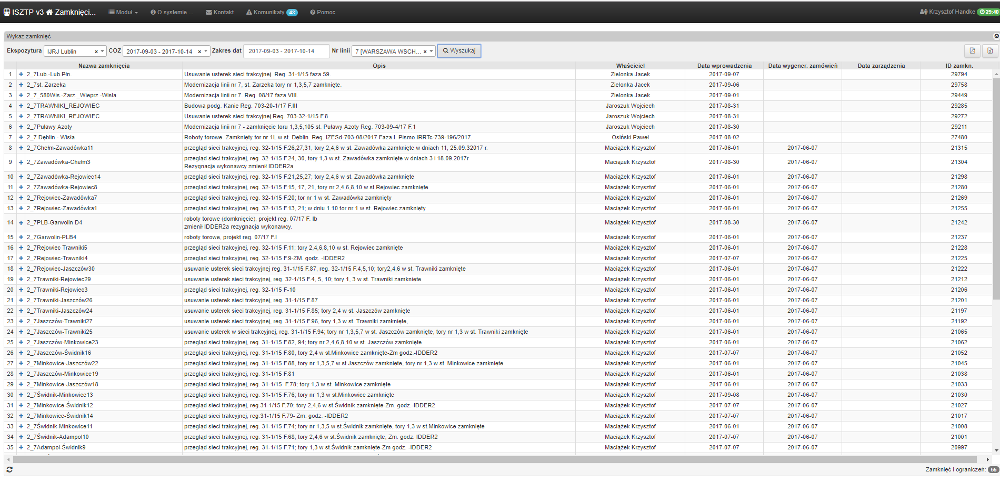 ISZTP v3 Zamknięci... Moduł O systemie ... Kontakt Komunikaty 43 Pomoc Krzysztof Handke 29:40
Wykaz zamknięć
Ekspozytura IJRJ Lublin × COZ 2017-09-03 - 2017-10-14 × Zakres dat 2017-09-03 - 2017-10-14 Nr linii 7 [WARSZAWA WSCH... × Wyszukaj
Nazwa zamknięcia Opis Właściciel Data wprowadzenia Data wygener. zamówień Data zarządzenia ID zamkn.
1 + 2_7Lub.-Lub.Płn. Usuwanie usterek sieci trakcyjnej. Reg. 31-1/15 faza 59. Zielonka Jacek 2017-09-07 29794
2 + 2_7st. Zarzeka Modernizacja linii nr 7, st. Zarzeka tory nr 1,3,5,7 zamknięte. Zielonka Jacek 2017-09-06 29758
3 + 2_7_580Wis.-Zarz._Wieprz -Wisła Modernizacja linii nr 7. Reg. 08/17 faza VIII. Zielonka Jacek 2017-09-01 29449
4 + 2_7TRAWNIKI_REJOWIEC Budowa podg. Kanie Reg. 703-20-1/17 F.III Jaroszuk Wojciech 2017-08-31 29285
5 + 2_7TRAWNIKI_REJOWIEC Usuwanie usterek sieci trakcyjnej Reg. 703-32-1/15 F.8 Jaroszuk Wojciech 2017-08-31 29272
6 + 2_7Puławy Azoty Modernizacja linii nr 7 - zamknięcie toru 1,3,5,105 st. Puławy Azoty Reg. 703-09-4/17 F.1 Jaroszuk Wojciech 2017-08-30 29211
7 + 2_7 Dęblin - Wisła Roboty torowe. Zamknięty tor nr 1L w st. Dęblin. Reg. IZESd-703-08/2017 Faza I. Pismo IRRTc-739-196/2017. Osiński Paweł 2017-08-02 27480
8 + 2_7Chełm-Zawadówka11 przegląd sieci trakcyjnej, reg. 32-1/15 F.26,27,31, tory 2,4,6 w st. Zawadówka zamknięte w dniach 11, 25.09.32017 r. Maciążek Krzysztof 2017-06-01 2017-06-07 21315
9 + 2_7Zawadówka-Chełm3 przegląd sieci trakcyjnej, reg. 32-1/15 F.24, 30, tory 1,3 w st. Zawadówka zamknięte w dniach 3 i 18.09.2017r Maciążek Krzysztof 2017-08-30 2017-06-07 21304
Rezygnacja wykonawcy zmienił IDDER2a
10 + 2_7Zawadówka-Rejowiec14 przegląd sieci trakcyjnej, reg. 32-1/15 F.21,25,27; tory 2,4,6 w st. Zawadówka zamknięte Maciążek Krzysztof 2017-06-01 2017-06-07 21298
11 + 2_7Zawadówka-Rejowiec8 przegląd sieci trakcyjnej, reg. 32-1/15 F.15, 17, 21, tory nr 2,4,6,8,10 w st.Rejowiec zamknięte Maciążek Krzysztof 2017-06-01 2017-06-07 21280
12 + 2_7Rejowiec-Zawadówka7 przegląd sieci trakcyjnej, reg. 32-1/15 F.20; tor nr 1 w st. Zawadówka zamknięty Maciążek Krzysztof 2017-06-01 2017-06-07 21269
13 + 2_7Rejowiec-Zawadówka1 przegląd sieci trakcyjnej, reg. 32-1/15 F.13, 21; w dniu 1.10 tor nr 1 w st. Rejowiec zamknięty Maciążek Krzysztof 2017-06-01 2017-06-07 21255
14 + 2_7PLB-Garwolin D4 roboty torowe (domknięcie), projekt reg. 07/17 F. Ib Maciążek Krzysztof 2017-08-30 2017-06-07 21242
zmienił IDDER2a rezygnacja wykonawcy.
15 + 2_7Garwolin-PLB4 roboty torowe, projekt reg. 07/17 F.I Maciążek Krzysztof 2017-06-01 2017-06-07 21237
16 + 2_7Rejowiec Trawniki5 przegląd sieci trakcyjnej, reg. 32-1/15 F.11; tory 2,4,6,8,10 w st. Rejowiec zamknięte Maciążek Krzysztof 2017-06-01 2017-06-07 21228
17 + 2_7Rejowiec-Trawniki4 przegląd sieci trakcyjnej, reg. 32-1/15 F.9-ZM. godz. -IDDER2 Maciążek Krzysztof 2017-07-07 2017-06-07 21225
18 + 2_7Rejowiec-Jaszczów30 usuwanie usterek sieci trakcyjnej reg. 31-1/15 F.87, reg. 32-1/15 F.4,5,10; tory2,4,6 w st. Trawniki zamknięte Maciążek Krzysztof 2017-06-01 2017-06-07 21222
19 + 2_7Trawniki-Rejowiec29 usuwanie usterek sieci trakcyjnej, reg. 32-1/15 F.4, 5, 10; tory 1, 3 w st. Trawniki zamknięte Maciążek Krzysztof 2017-06-01 2017-06-07 21212
20 + 2_7Trawniki-Rejowiec3 przegląd sieci trakcyjnej, reg. 32-1/15 F-10 Maciążek Krzysztof 2017-06-01 2017-06-07 21206
21 + 2_7Trawniki-Jaszczów26 usuwanie usterek sieci trakcyjnej, reg. 31-1/15 F.87 Maciążek Krzysztof 2017-06-01 2017-06-07 21201
22 + 2_7Trawniki-Jaszczów24 usuwanie usterek sieci trakcyjnej, reg. 31-1/15 F.85; tory 2,4 w st. Jaszczów zamknięte Maciążek Krzysztof 2017-06-01 2017-06-07 21197
23 + 2_7Jaszczów-Trawniki27 usuwanie usterek sieci trakcyjnej, reg. 31-1/15 F.96, tory 1,3 w st. Trawniki zamknięte, Maciążek Krzysztof 2017-06-01 2017-06-07 21192
24 + 2_7Jaszczów-Trawniki25 usuwanie usterek w sieci trakcyjnej, reg. 31-1/15 F.94; tory nr 1,3,5,7 w st. Jaszczów zamknięte, tory nr 1,3 w st. Trawniki zamknięte Maciążek Krzysztof 2017-06-01 2017-06-07 21065
25 + 2_7Jaszczów-Minkowice23 przegląd sieci trakcyjnej, reg. 31-1/15 F.82, 94; tory nr 2,4,6,8,10 w st. Jaszczów zamknięte Maciążek Krzysztof 2017-06-01 2017-06-07 21062
26 + 2_7Jaszczów-Świdnik16 przegląd sieci trakcyjnej, reg. 31-1/15 F.80, tory 2,4 w st.Minkowice zamknięte-Zm godz.-IDDER2 Maciążek Krzysztof 2017-07-07 2017-06-07 21052
27 + 2_7Minkowice-Jaszczów22 przegląd sieci trakcyjnej, reg. 31-1/15 F.88, tory nr 1,3,5,7 w st Jaszczów zamknięte, tory nr 1,3 w st. Minkowice zamknięte Maciążek Krzysztof 2017-06-01 2017-06-07 21045
28 + 2_7Jaszczów-Minkowice19 przegląd sieci trakcyjnej, reg. 31-1/15 F.81 Maciążek Krzysztof 2017-06-01 2017-06-07 21038
29 + 2_7Minkowice-Jaszczów18 przegląd sieci trakcyjnej, reg. 31-1/15 F.78; tory 1,3 w st. Minkowice zamknięte Maciążek Krzysztof 2017-06-01 2017-06-07 21033
30 + 2_7Świdnik-Minkowice13 przegląd sieci trakcyjnej, reg. 31-1/15 F.76; tory nr 1,3 w st.Minkowice zamknięte Maciążek Krzysztof 2017-09-08 2017-06-07 21030
31 + 2_7Minkowice-Świdnik12 przegląd sieci trakcyjnej, reg.31-1/15 F.70; tory 2,4,6 w st.Świdnik zamknięte-Zm. godz.-IDDER2 Maciążek Krzysztof 2017-07-07 2017-06-07 21027
32 + 2_7Minkowice-Świdnik14 przegląd sieci trakcyjnej, reg.31-1/15 F.79- Zm. godz. -IDDER2 Maciążek Krzysztof 2017-07-07 2017-06-07 21017
33 + 2_7Świdnik-Minkowice11 przegląd sieci trakcyjnej, reg. 31-1/15 F.74; tory nr 1,3,5 w st.Świdnik zamknięte, tory 1,3 w st.Minkowice zamknięte Maciążek Krzysztof 2017-06-01 2017-06-07 21008
34 + 2_7Świdnik-Adampol10 przegląd sieci trakcyjnej, reg. 31-1/15 F.68; tory 2,4,6 w st.Świdnik zamknięte, Zm. godz. IDDER2 Maciążek Krzysztof 2017-07-07 2017-06-07 21001
35 + 2_7Adampol-Świdnik9 przegląd sieci trakcyjnej, reg. 31-1/15 F.71; tory 1,3 w st.Świdnik zamknięte-Zm godz. -IDDER2 Maciążek Krzysztof 2017-07-07 2017-06-07 20997
Zamknięć i ograniczeń: 55